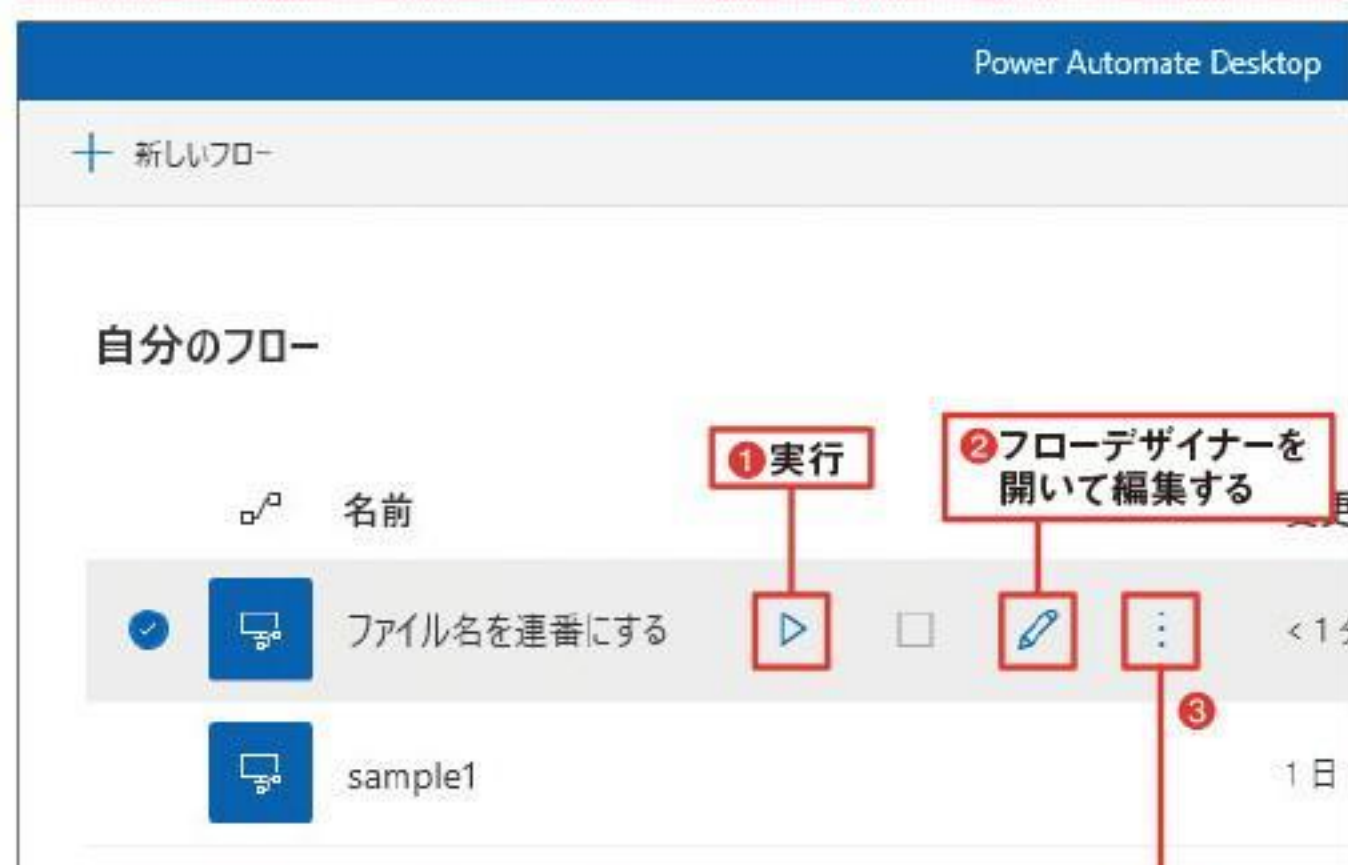 Power Automate Desktop
新しいフロー
自分のフロー
❶実行
❷フローデザイナーを
開いて編集する
名前
ファイル名を連番にする
< 1
❸
sample1
1 日